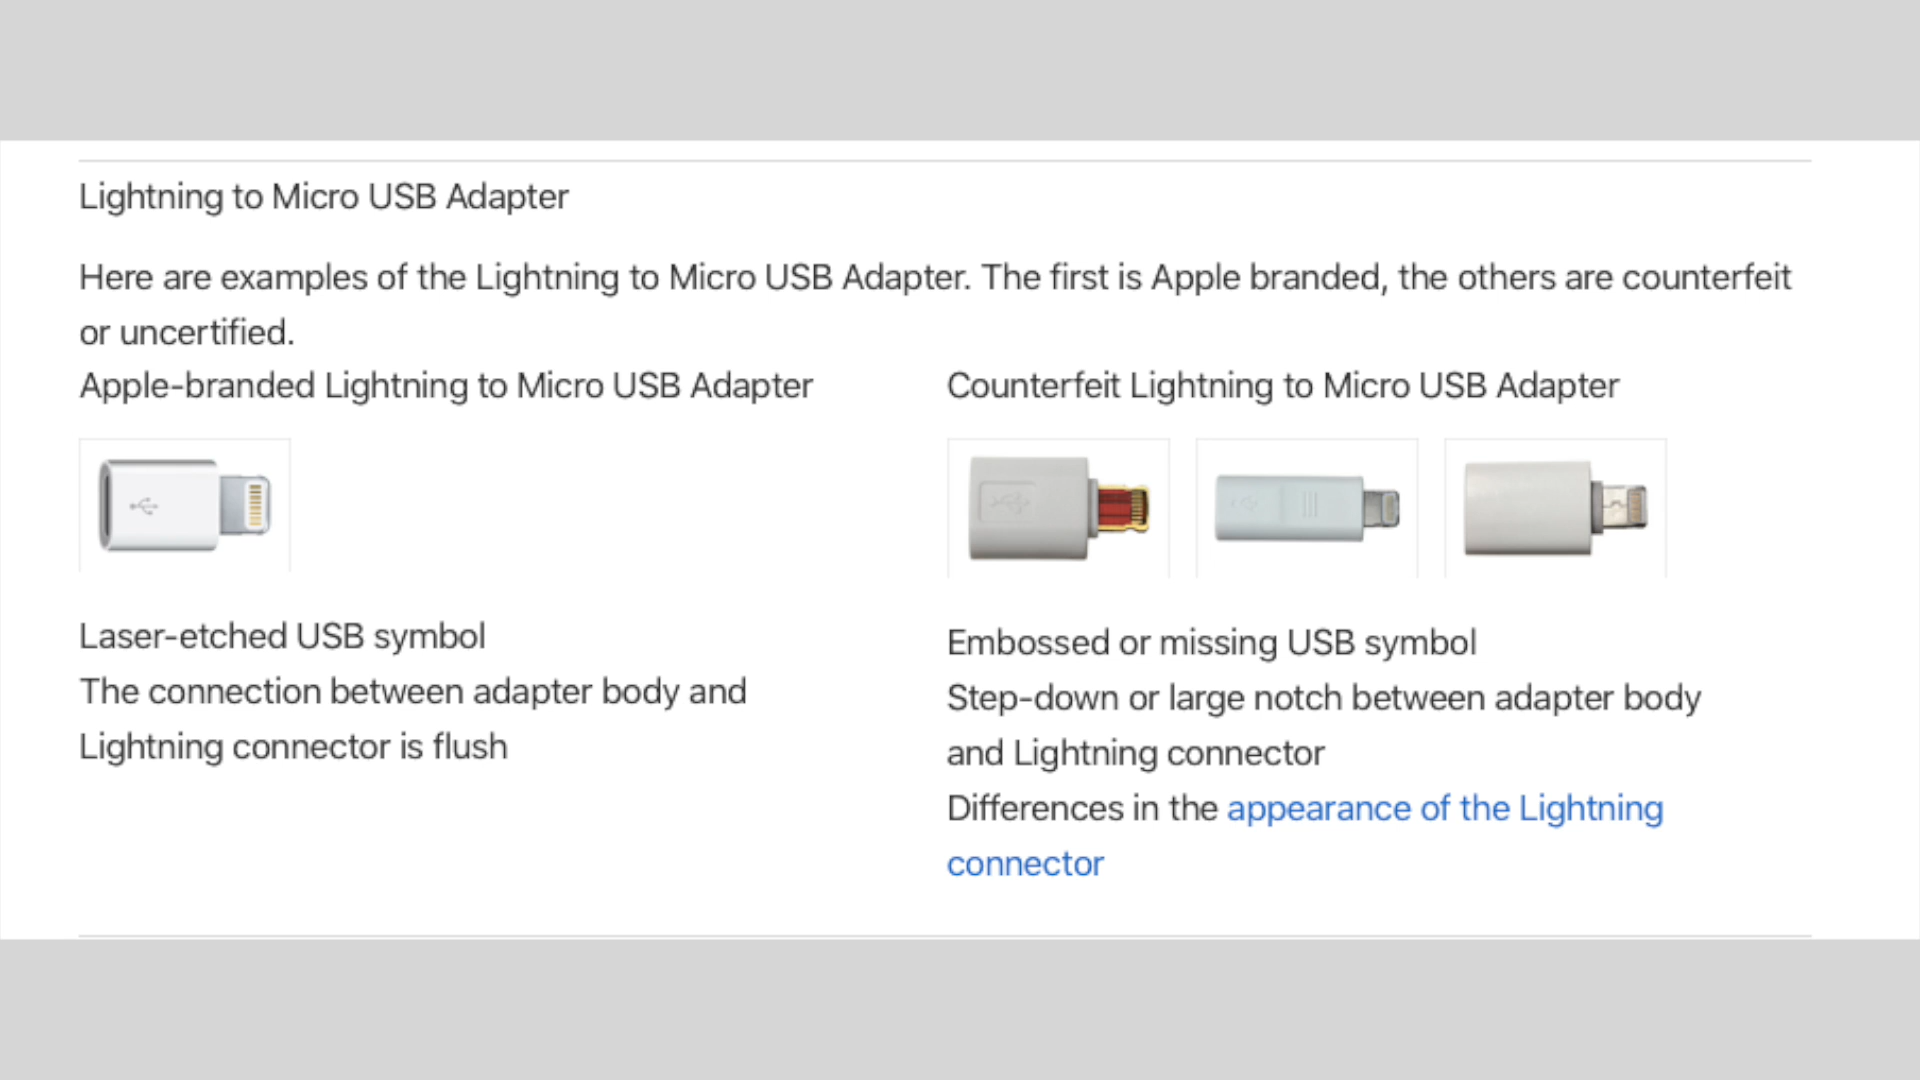 Lightning to Micro USB Adapter
Here are examples of the Lightning to Micro USB Adapter. The first is Apple branded, the others are counterfeit
or uncertified.
Apple-branded Lightning to Micro USB Adapter
Laser-etched USB symbol
The connection between adapter body and
Lightning connector is flush
Counterfeit Lightning to Micro USB Adapter
Embossed or missing USB symbol
Step-down or large notch between adapter body
and Lightning connector
Differences in the appearance of the Lightning
connector